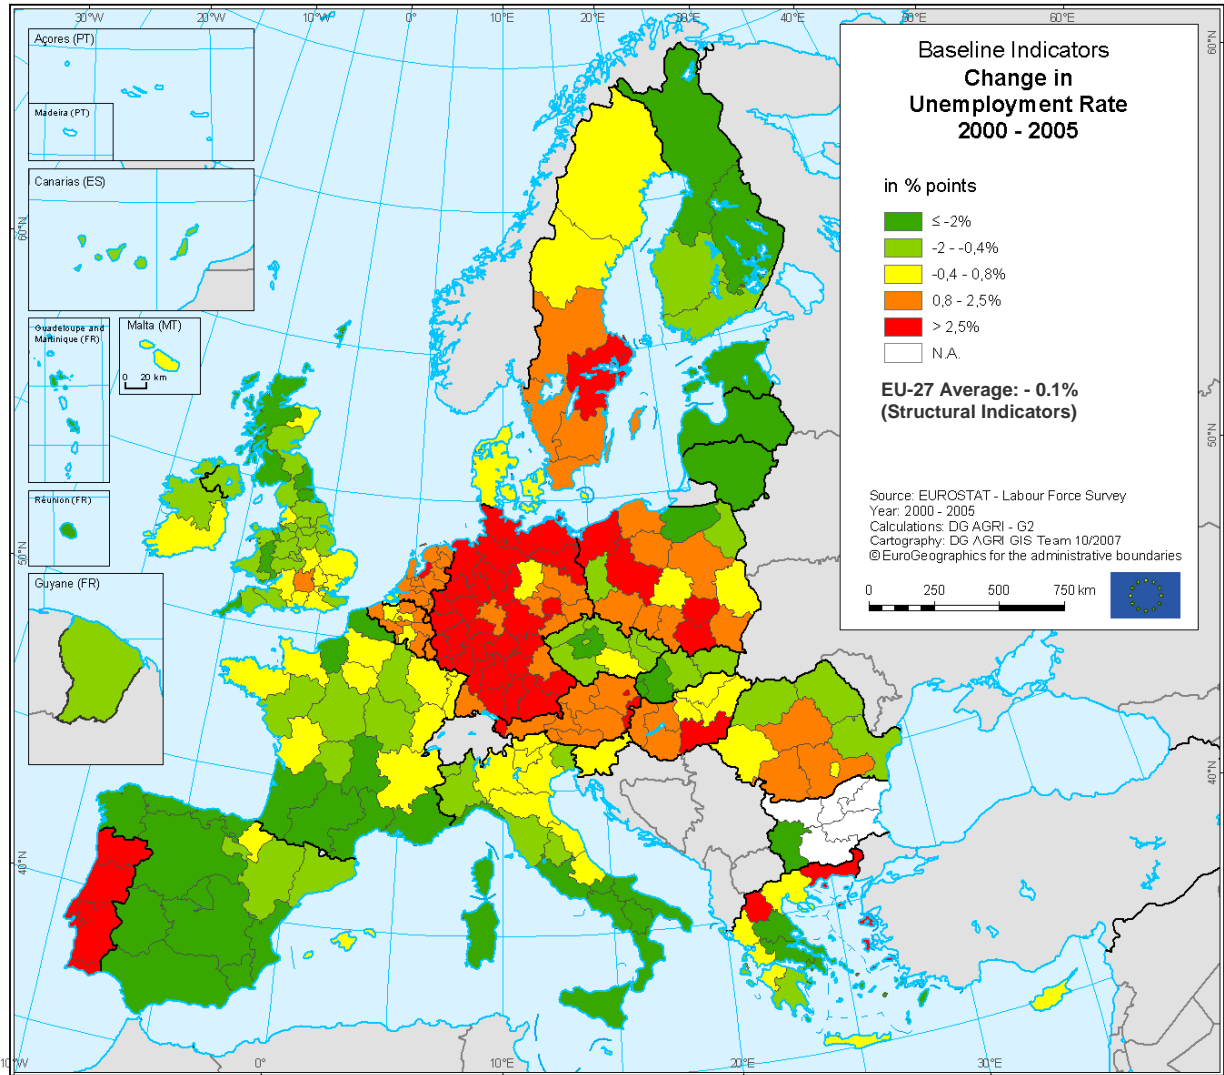 30°W
20°W
10°W
0°
10°E
20°E
30°E
40°E
50°E
60°E
Açores (PT)
Madeira (PT)
Canarias (ES)
Guadeloupe and
Martinique (FR)
Malta (MT)
0 20 km
Réunion (FR)
Guyane (FR)
Baseline Indicators
Change in
Unemployment Rate
2000 - 2005
in % points
≤ -2%
-2 - -0,4%
-0,4 - 0,8%
0,8 - 2,5%
> 2,5%
N.A.
EU-27 Average: - 0.1%
(Structural Indicators)
Source: EUROSTAT - Labour Force Survey
Year: 2000 - 2005
Calculations: DG AGRI - G2
Cartography: DG AGRI GIS Team 10/2007
© EuroGeographics for the administrative boundaries
0 250 500 750 km
60°N
50°N
40°N
60°N
50°N
40°N
10°W
0°
10°E
20°E
30°E